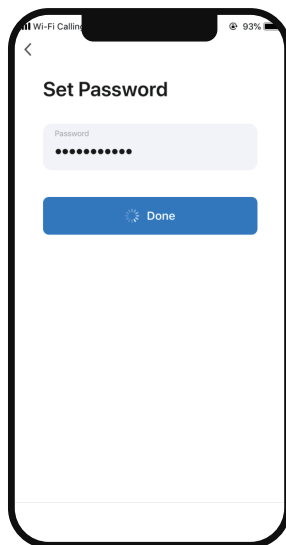 Wi-Fi Calling 93%
Set Password
Password
•••••••••••
Done